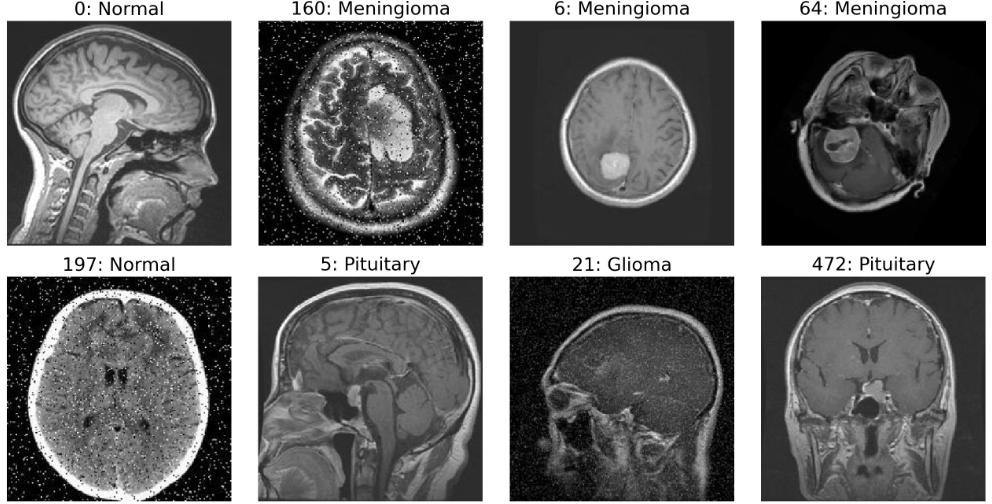 0: Normal
160: Meningioma
6: Meningioma
64: Meningioma
197: Normal
5: Pituitary
21: Glioma
472: Pituitary